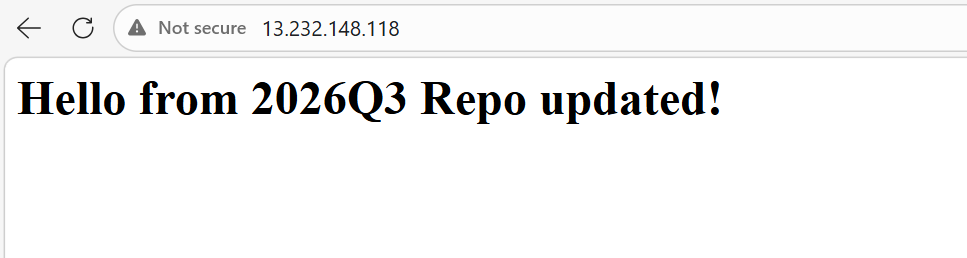 Not secure 13.232.148.118
Hello from 2026Q3 Repo updated!